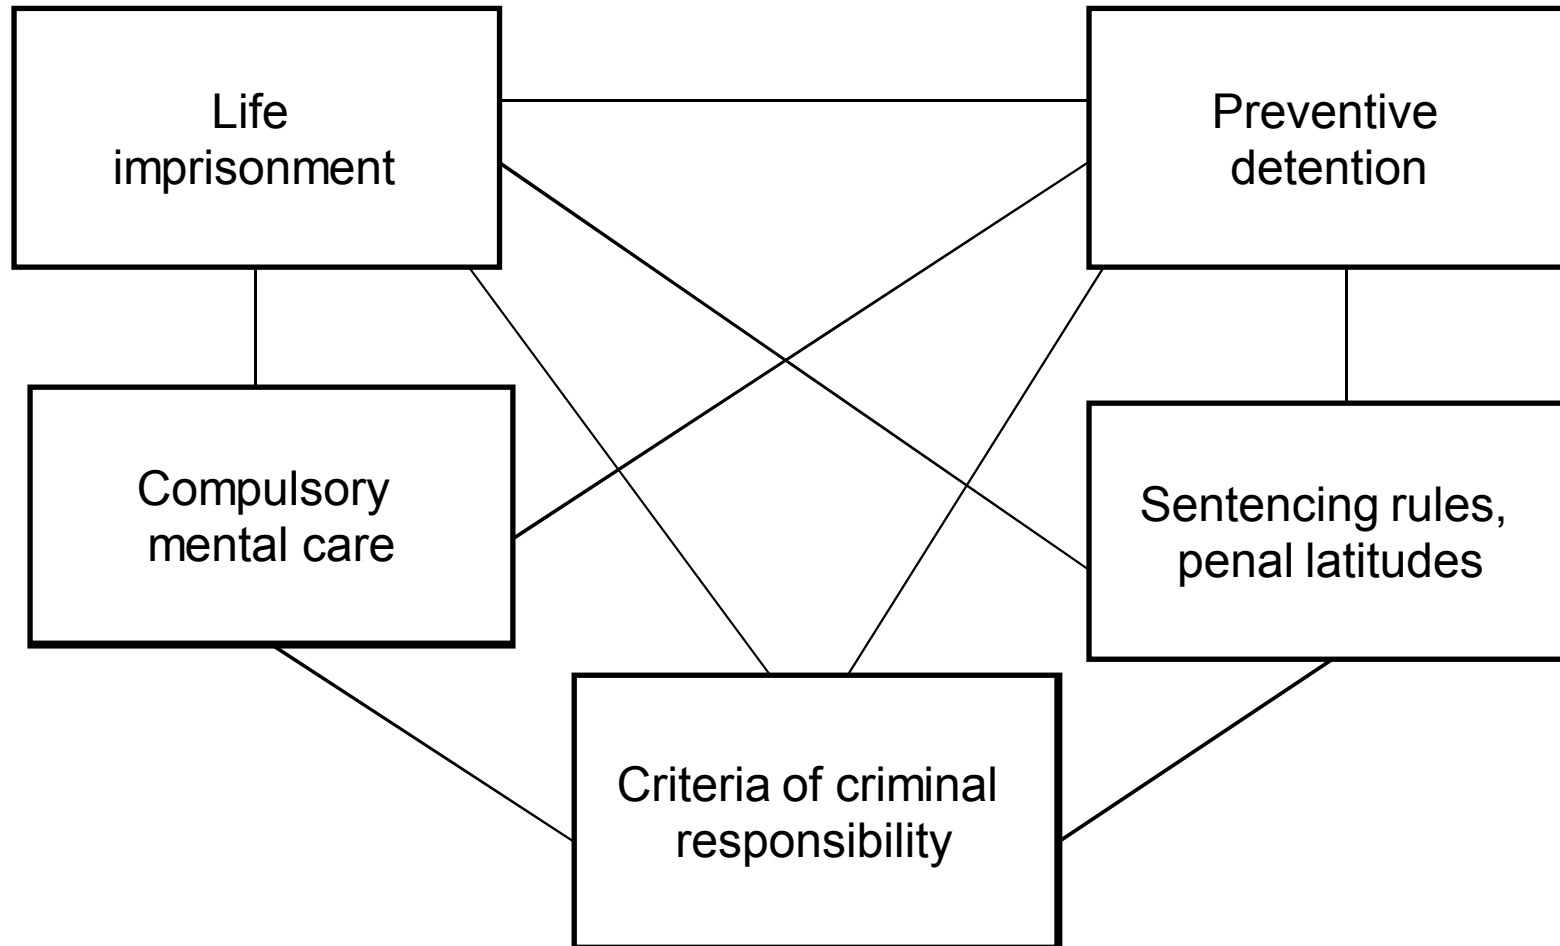 Life
imprisonment
Preventive
detention
Compulsory
mental care
Sentencing rules,
penal latitudes
Criteria of criminal
responsibility